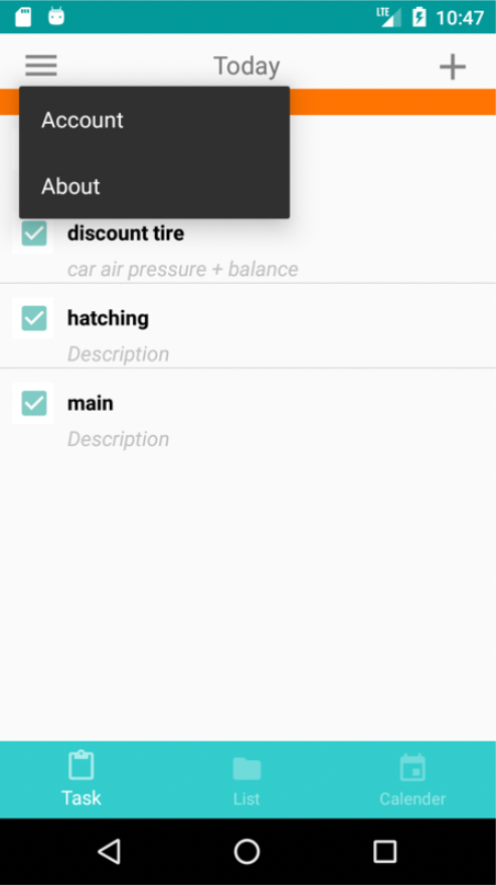 LTE 10:47
Today
Account
About
discount tire
car air pressure + balance
hatching
Description
main
Description
Task List Calender